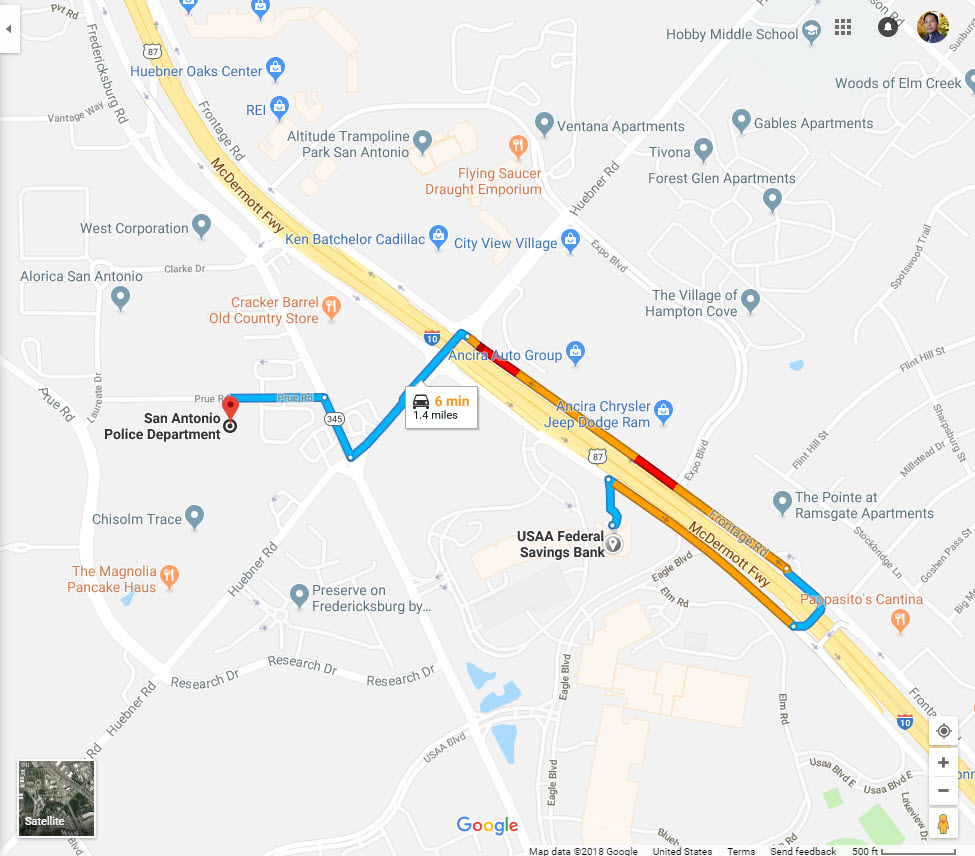 Pvt Rd
Fredericksburg Rd
87
Huebner Oaks Center
REI
Vantage Way
Frontage Rd
Altitude Trampoline
Park San Antonio
Flying Saucer
Draught Emporium
Hobby Middle School
Woods of Elm Creek
Ventana Apartments
Gables Apartments
Tivona
Forest Glen Apartments
McDermott Fwy
Huebner Rd
West Corporation
Ken Batchelor Cadillac
City View Village
Expo Blvd
Spotswood Trail
Clarke Dr
Alorica San Antonio
Cracker Barrel
Old Country Store
The Village of
Hampton Cove
10
Ancira Auto Group
Flint Hill St
Laureate Dr
Prue Rd
Prue Rd
Prue Rd
6 min
1.4 miles
345
San Antonio
Police Department
Ancira Chrysler
Jeep Dodge Ram
87
Expo Blvd
Flint Hill St
Sharpsburg St
Millstead Dr
Chisolm Trace
The Pointe at
Ramsgate Apartments
Frontage Rd
McDermott Fwy
USAA Federal
Savings Bank
Stockbridge Ln
Goshen Pass St
The Magnolia
Pancake Haus
Huebner Rd
Preserve on
Fredericksburg by...
Eagle Blvd
Elm Rd
Pappasito's Cantina
Research Dr
Research Dr
Huebner Rd
Eagle Blvd
Elm Rd
10
USAA Blvd
Usaa Blvd E
Usaa Blvd E
Eagle Blvd
Lakeview Dr
Satellite
Google
Map data ©2018 Google
United States
Terms
Send feedback
500 ft